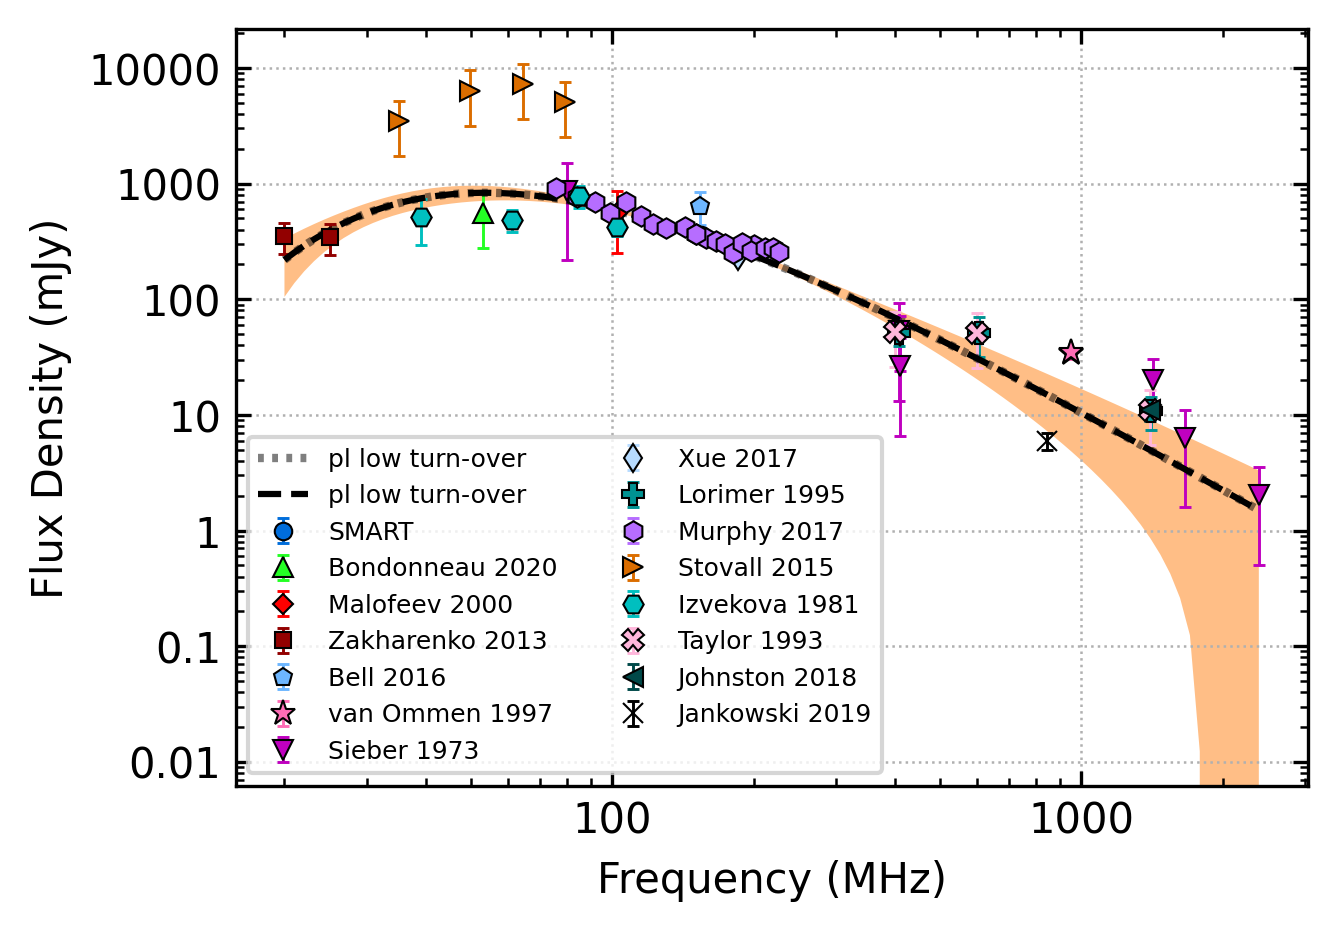 10000
1000
100
10
1
0.1
0.01
Flux Density (mJy)
pl low turn-over
pl low turn-over
SMART
Bondonneau 2020
Malofeev 2000
Zakharenko 2013
Bell 2016
van Ommen 1997
Sieber 1973
Xue 2017
Lorimer 1995
Murphy 2017
Stovall 2015
Izvekova 1981
Taylor 1993
Johnston 2018
Jankowski 2019
100
1000
Frequency (MHz)